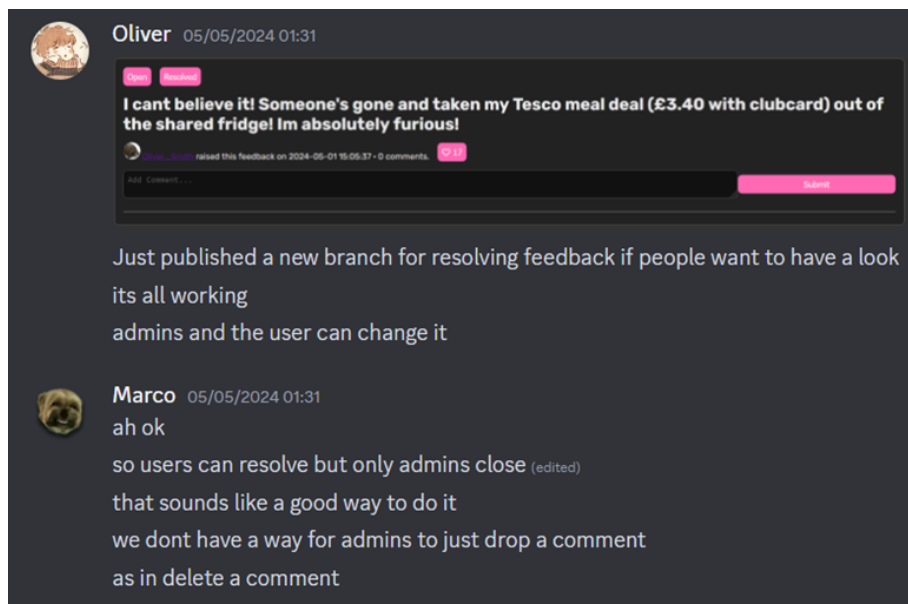 Oliver 05/05/2024 01:31
Open Resolved
I cant believe it! Someone's gone and taken my Tesco meal deal (£3.40 with clubcard) out of
the shared fridge! Im absolutely furious!
raised this feedback on 2024-05-01 15:05:37 • 0 comments. ♡ 17
Add Comment...
Submit
Just published a new branch for resolving feedback if people want to have a look
its all working
admins and the user can change it
Marco 05/05/2024 01:31
ah ok
so users can resolve but only admins close (edited)
that sounds like a good way to do it
we dont have a way for admins to just drop a comment
as in delete a comment